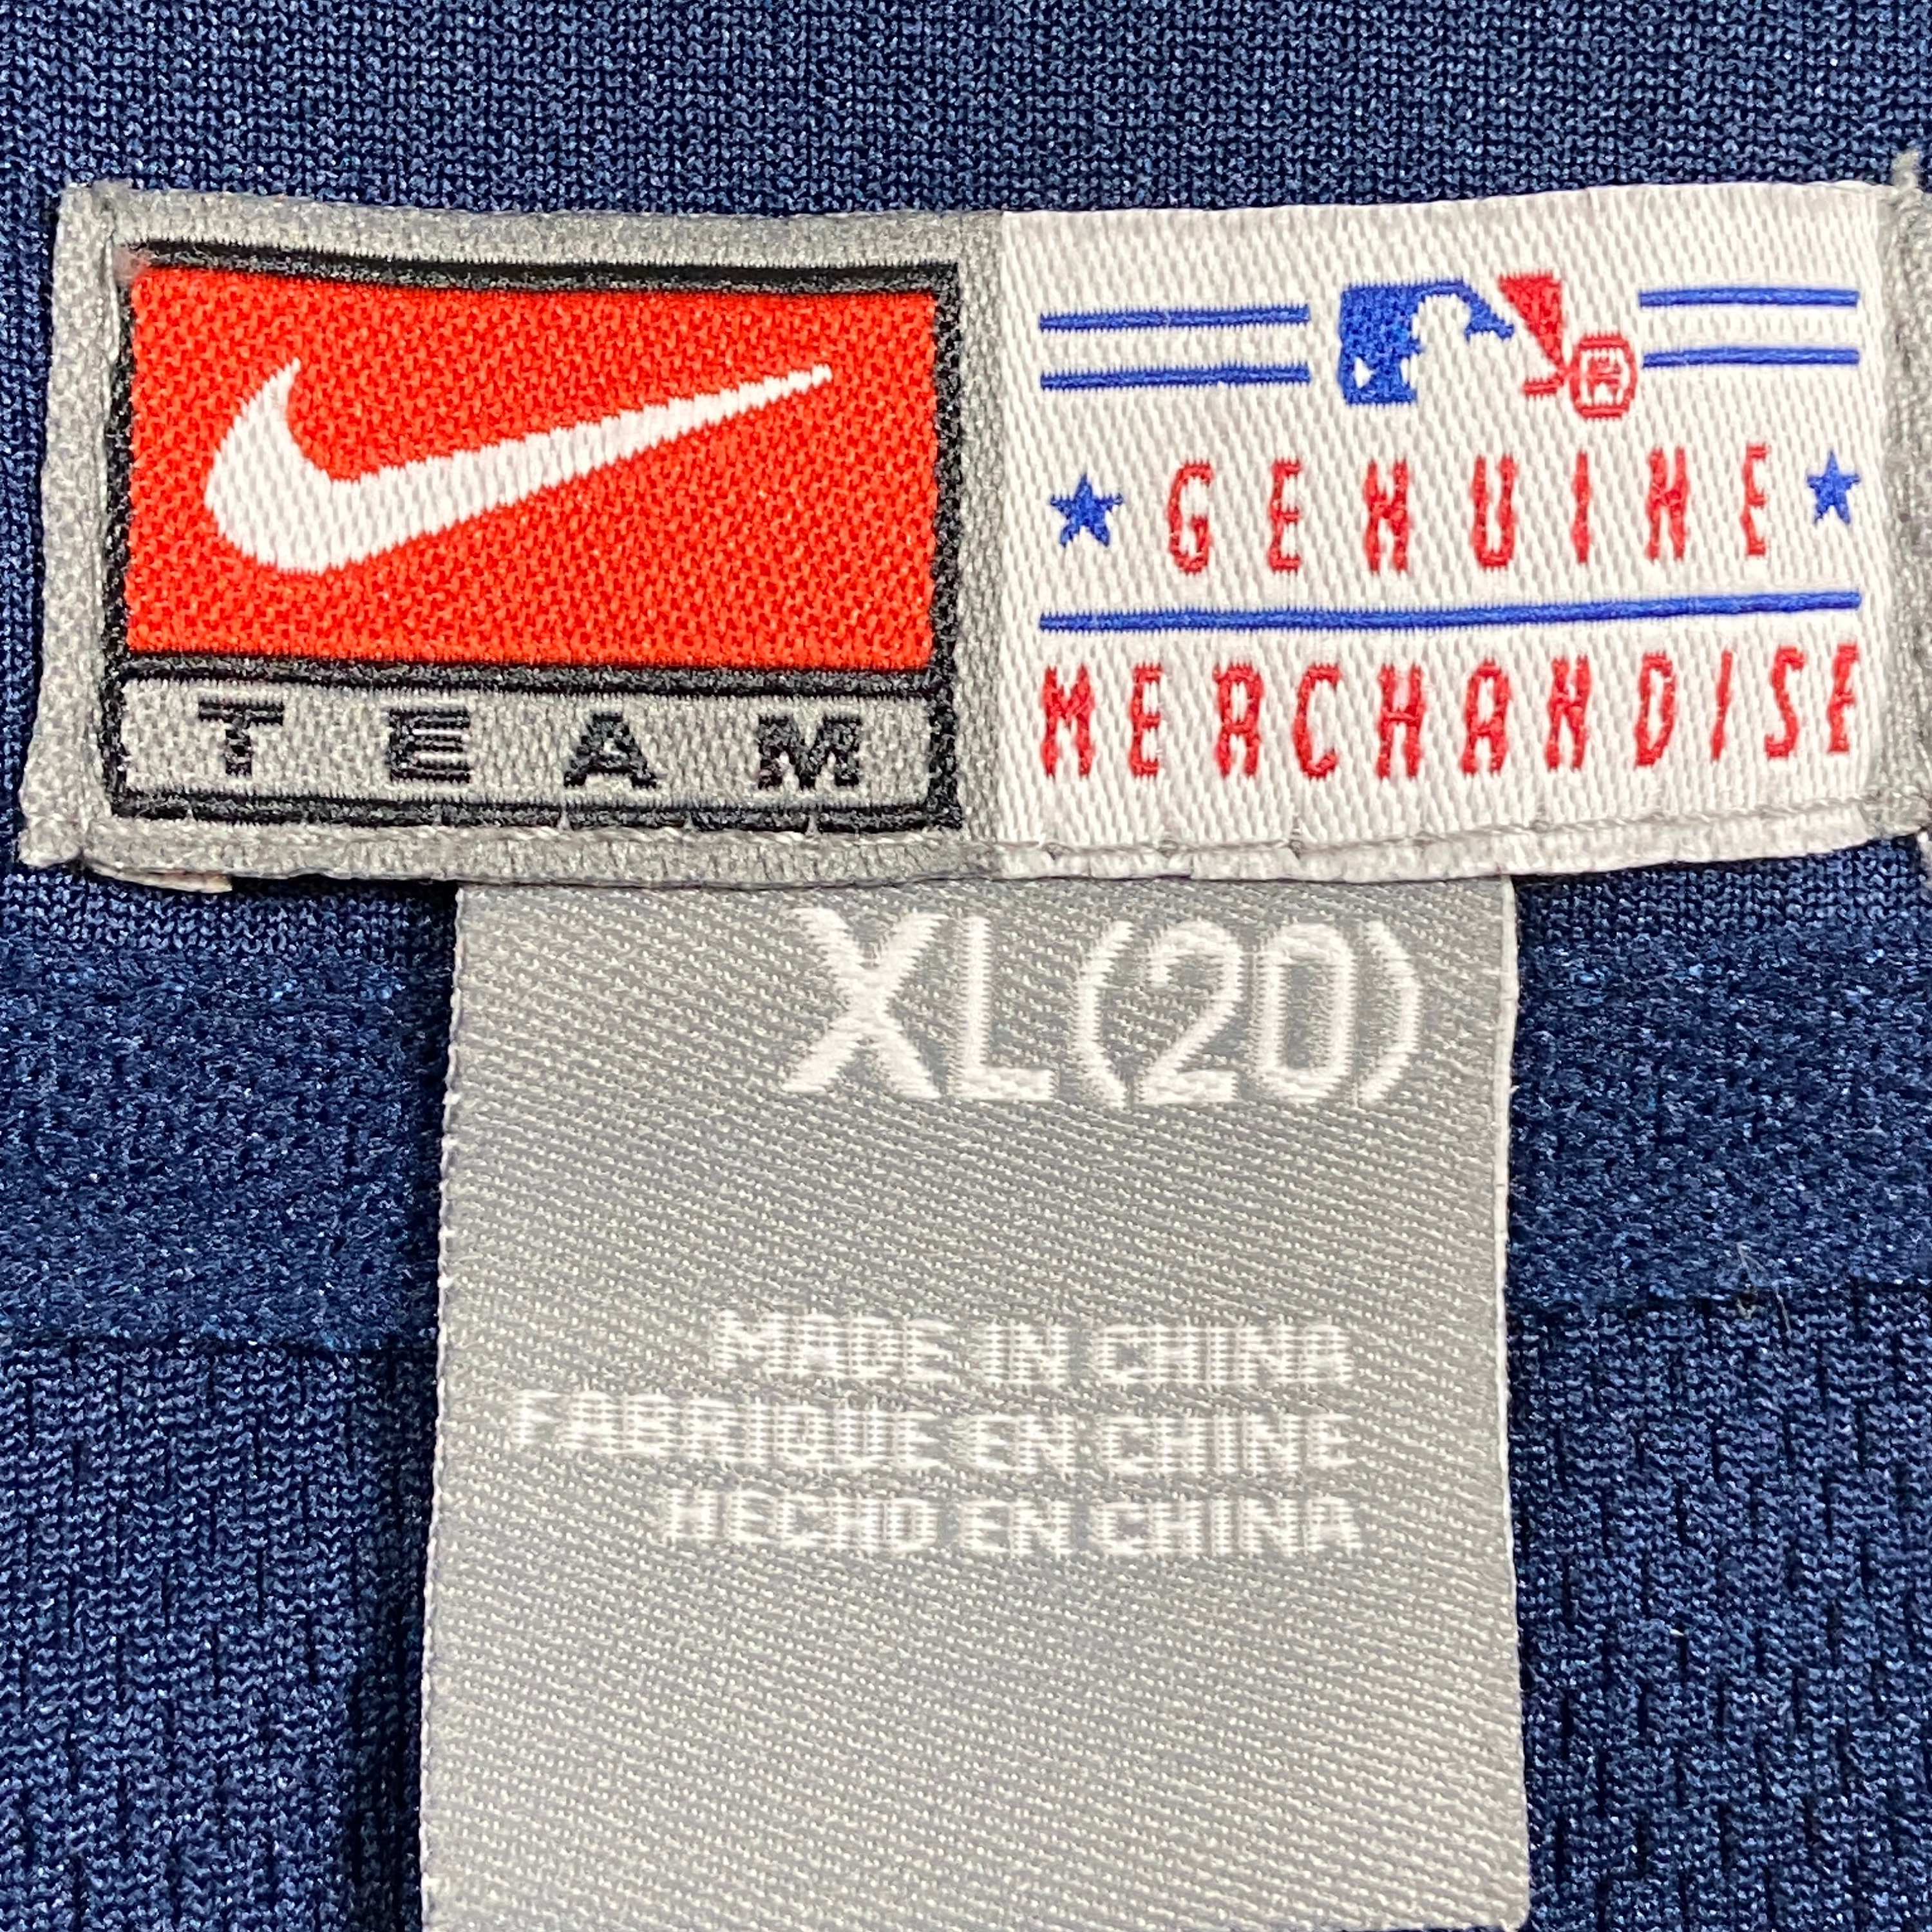 TEAM
GENUINE
MERCHANDISE
XL(20)
MADE IN CHINA
FABRIQUE EN CHINE
HECHO EN CHINA